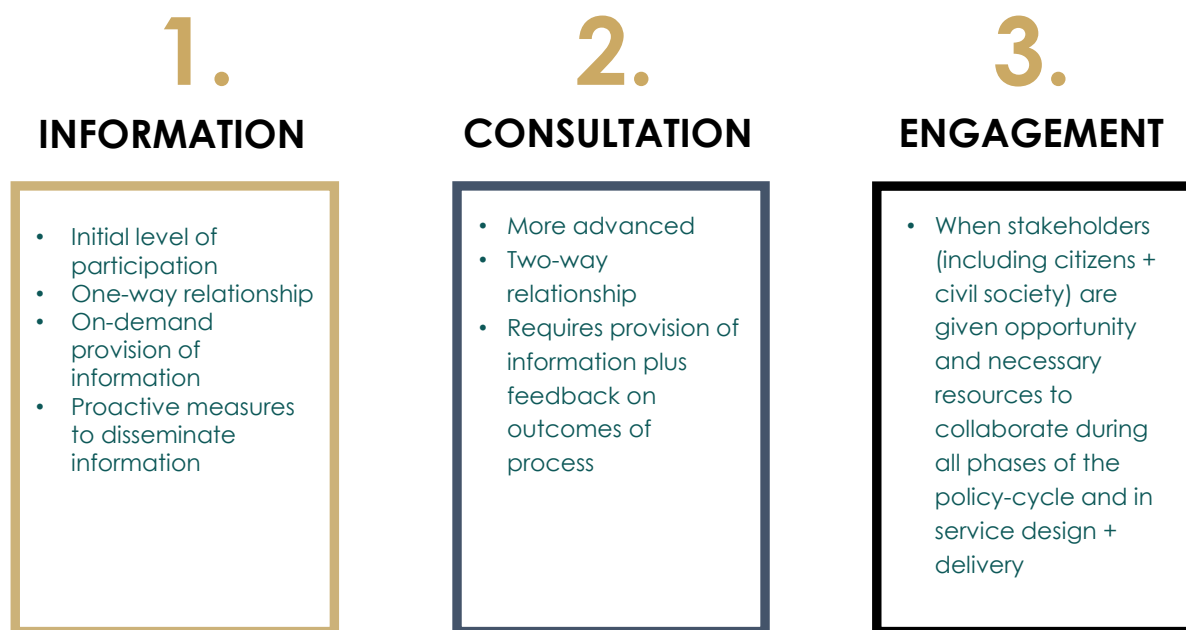 1.
INFORMATION
• Initial level of
participation
• One-way relationship
• On-demand
provision of
information
• Proactive measures
to disseminate
information
2.
CONSULTATION
• More advanced
• Two-way
relationship
• Requires provision of
information plus
feedback on
outcomes of
process
3.
ENGAGEMENT
• When stakeholders
(including citizens +
civil society) are
given opportunity
and necessary
resources to
collaborate during
all phases of the
policy-cycle and in
service design +
delivery